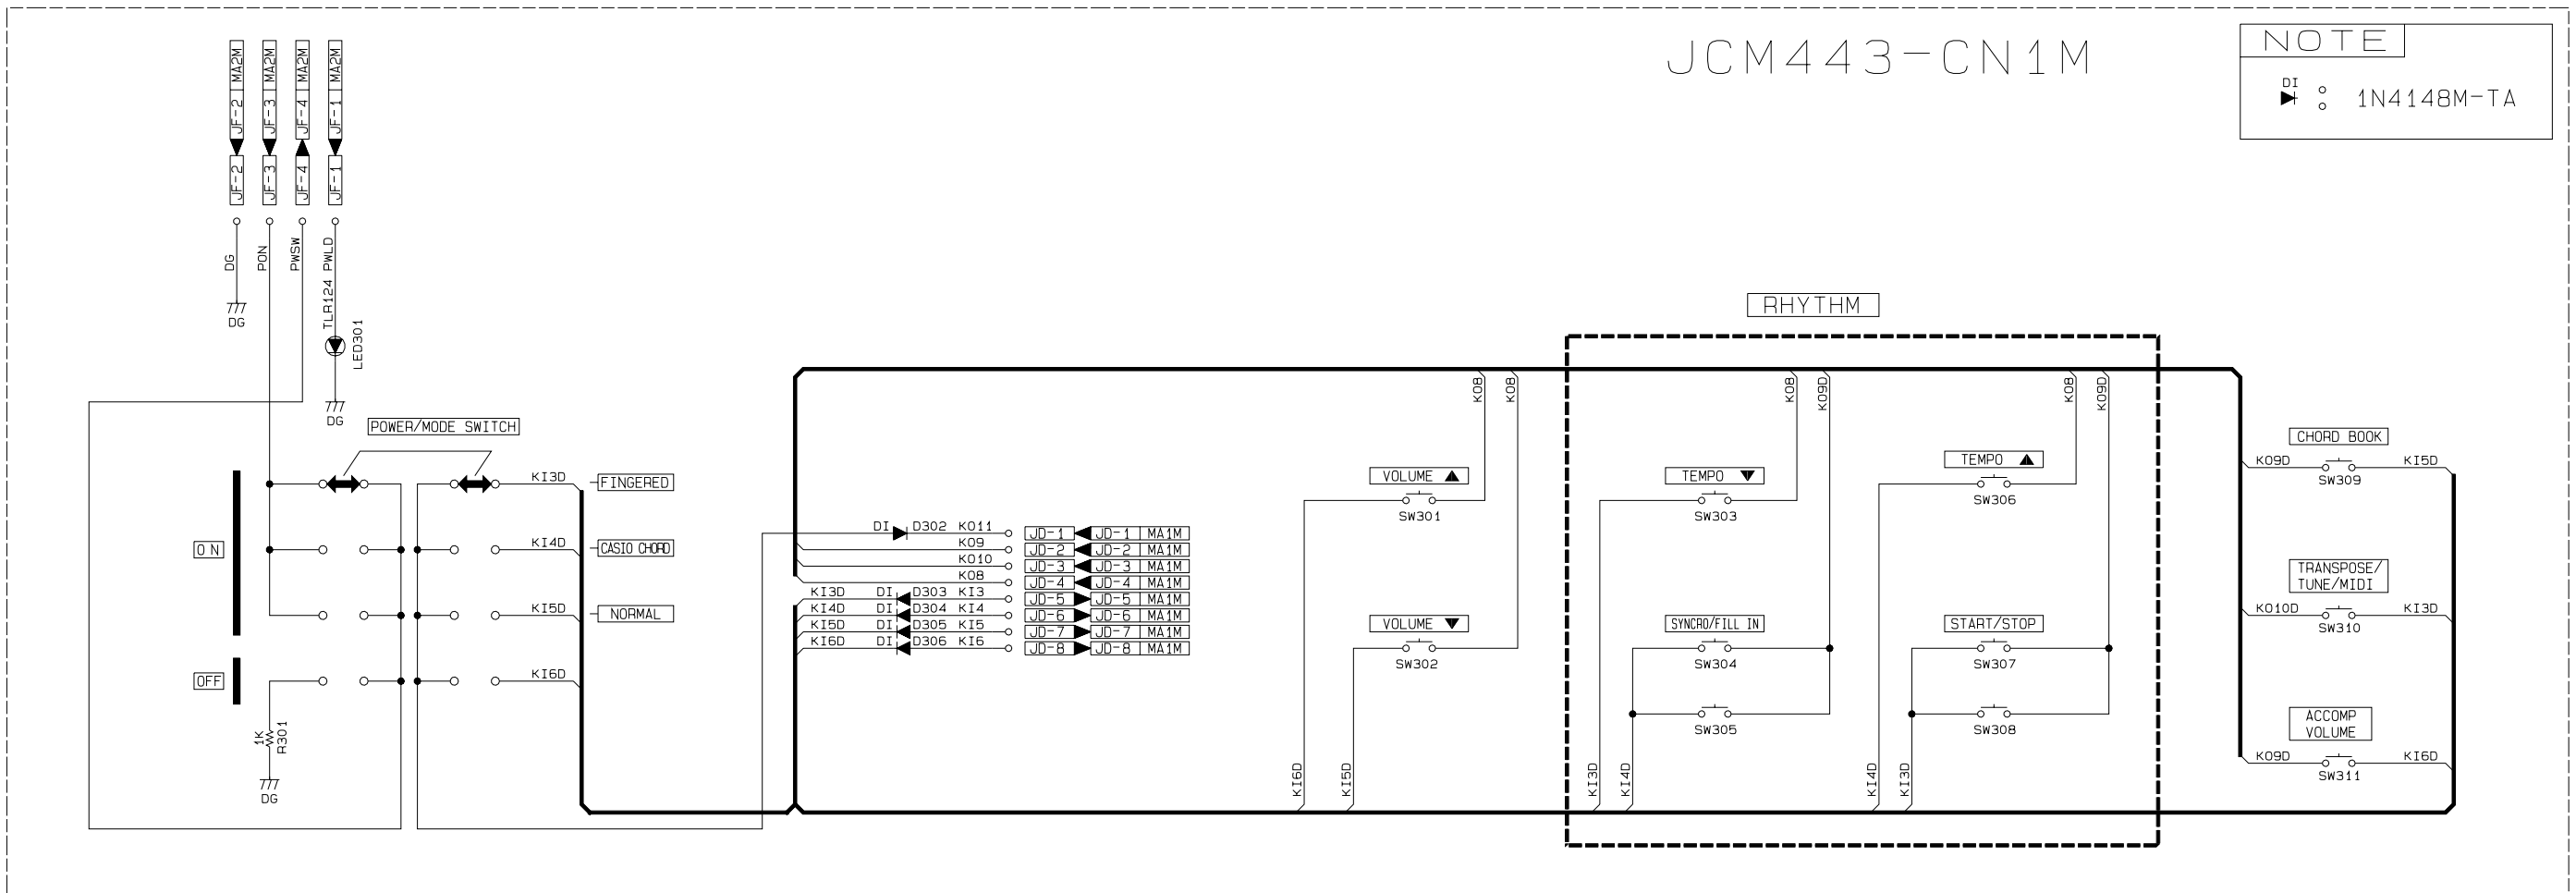 JCM443-CN1M
NOTE
DI
1N4148M-TA
JF-2 JF-2 MA2M
JF-3 JF-3 MA2M
JF-4 JF-4 MA2M
JF-1 JF-1 MA2M
DG
PON
PWSW
TLR124 PWLD
DG
LED301
DG
POWER/MODE SWITCH
KI3D
FINGERED
ON
KI4D
CASIO CHORD
KI5D
NORMAL
OFF
KI6D
1K
R301
DG
DI D302 KO11 JD-1 JD-1 MA1M
KO9 JD-2 JD-2 MA1M
KO10 JD-3 JD-3 MA1M
KO8 JD-4 JD-4 MA1M
KI3D DI D303 KI3 JD-5 JD-5 MA1M
KI4D DI D304 KI4 JD-6 JD-6 MA1M
KI5D DI D305 KI5 JD-7 JD-7 MA1M
KI6D DI D306 KI6 JD-8 JD-8 MA1M
KO8
KO8
VOLUME ▲
SW301
VOLUME ▼
SW302
KI6D
KI5D
RHYTHM
KO8
KO9D
KO8
KO9D
TEMPO ▼
SW303
TEMPO ▲
SW306
SYNCRO/FILL IN
SW304
START/STOP
SW307
SW305
SW308
KI3D
KI4D
KI4D
KI3D
CHORD BOOK
KO9D
KI5D
SW309
TRANSPOSE/
TUNE/MIDI
KO10D
KI3D
SW310
ACCOMP
VOLUME
KO9D
KI6D
SW311